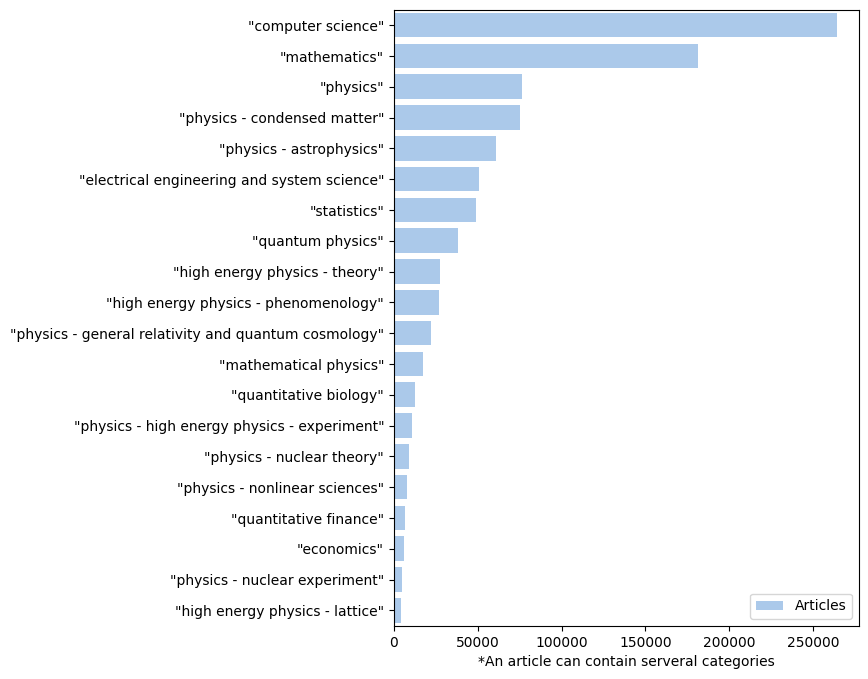 "computer science"
"mathematics"
"physics"
"physics - condensed matter"
"physics - astrophysics"
"electrical engineering and system science"
"statistics"
"quantum physics"
"high energy physics - theory"
"high energy physics - phenomenology"
"physics - general relativity and quantum cosmology"
"mathematical physics"
"quantitative biology"
"physics - high energy physics - experiment"
"physics - nuclear theory"
"physics - nonlinear sciences"
"quantitative finance"
"economics"
"physics - nuclear experiment"
"high energy physics - lattice"
Articles
0 50000 100000 150000 200000 250000
*An article can contain serveral categories